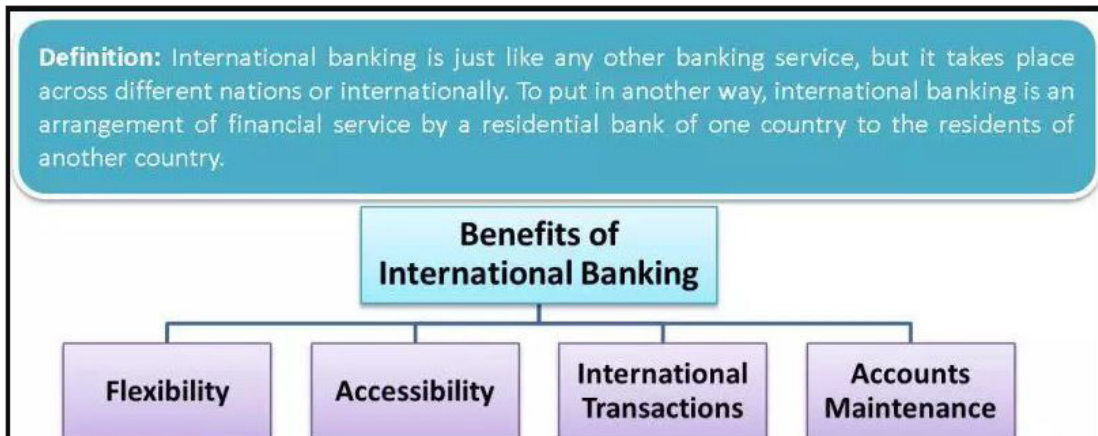 Definition: International banking is just like any other banking service, but it takes place
across different nations or internationally. To put in another way, international banking is an
arrangement of financial service by a residential bank of one country to the residents of
another country.
Benefits of
International Banking
Flexibility
Accessibility
International
Transactions
Accounts
Maintenance